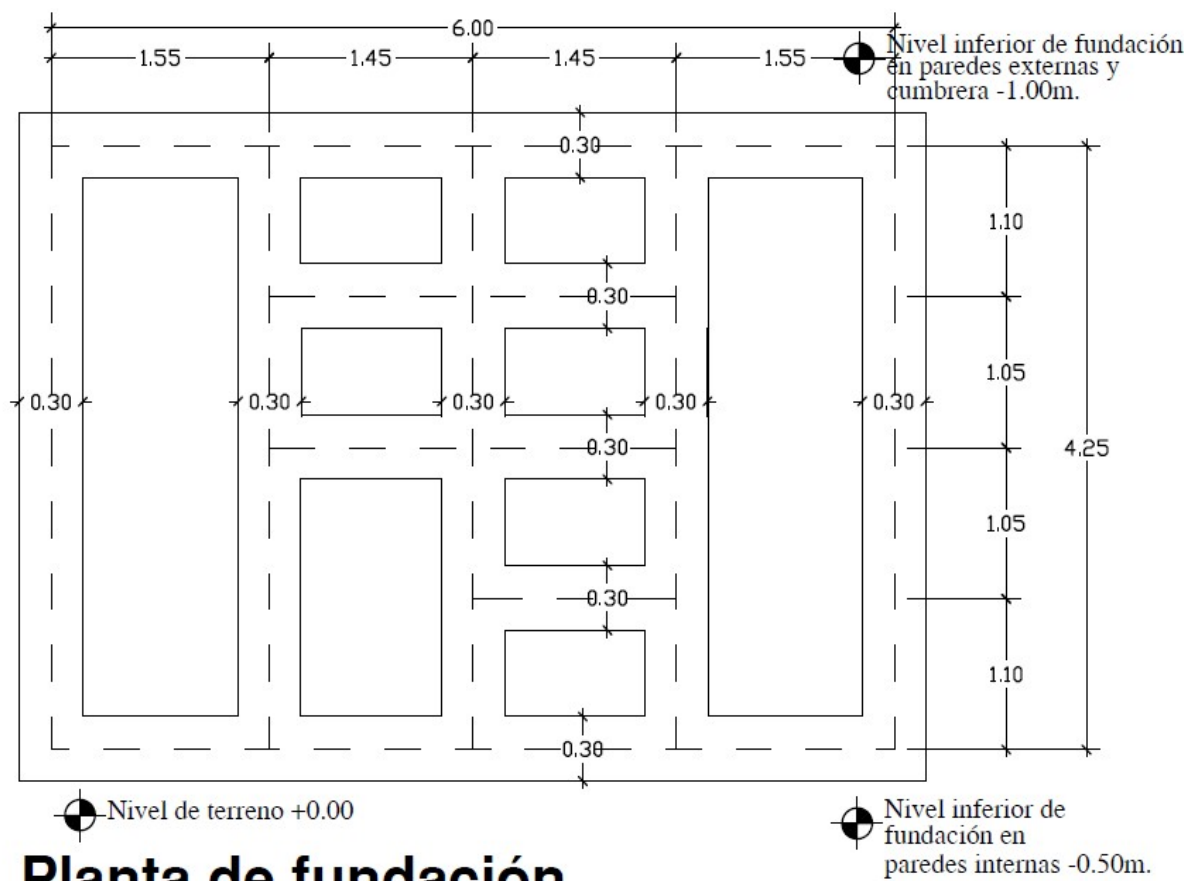 6.00
1.55 1.45 1.45 1.55
Nivel inferior de fundación
en paredes externas y
cumbrera -1.00m.
0.30
1.10
0.30
1.05
0.30 0.30 0.30 0.30 0.30
0.30
4.25
1.05
0.30
1.10
0.30
Nivel de terreno +0.00
Nivel inferior de
fundación en
paredes internas -0.50m.
Planta de fundación